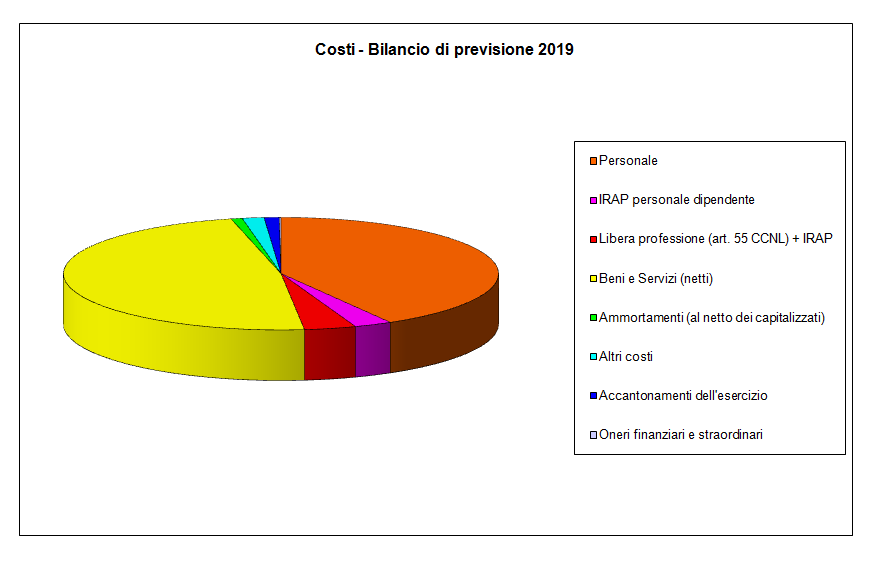 Costi - Bilancio di previsione 2019
Personale
IRAP personale dipendente
Libera professione (art. 55 CCNL) + IRAP
Beni e Servizi (netti)
Ammortamenti (al netto dei capitalizzati)
Altri costi
Accantonamenti dell'esercizio
Oneri finanziari e straordinari